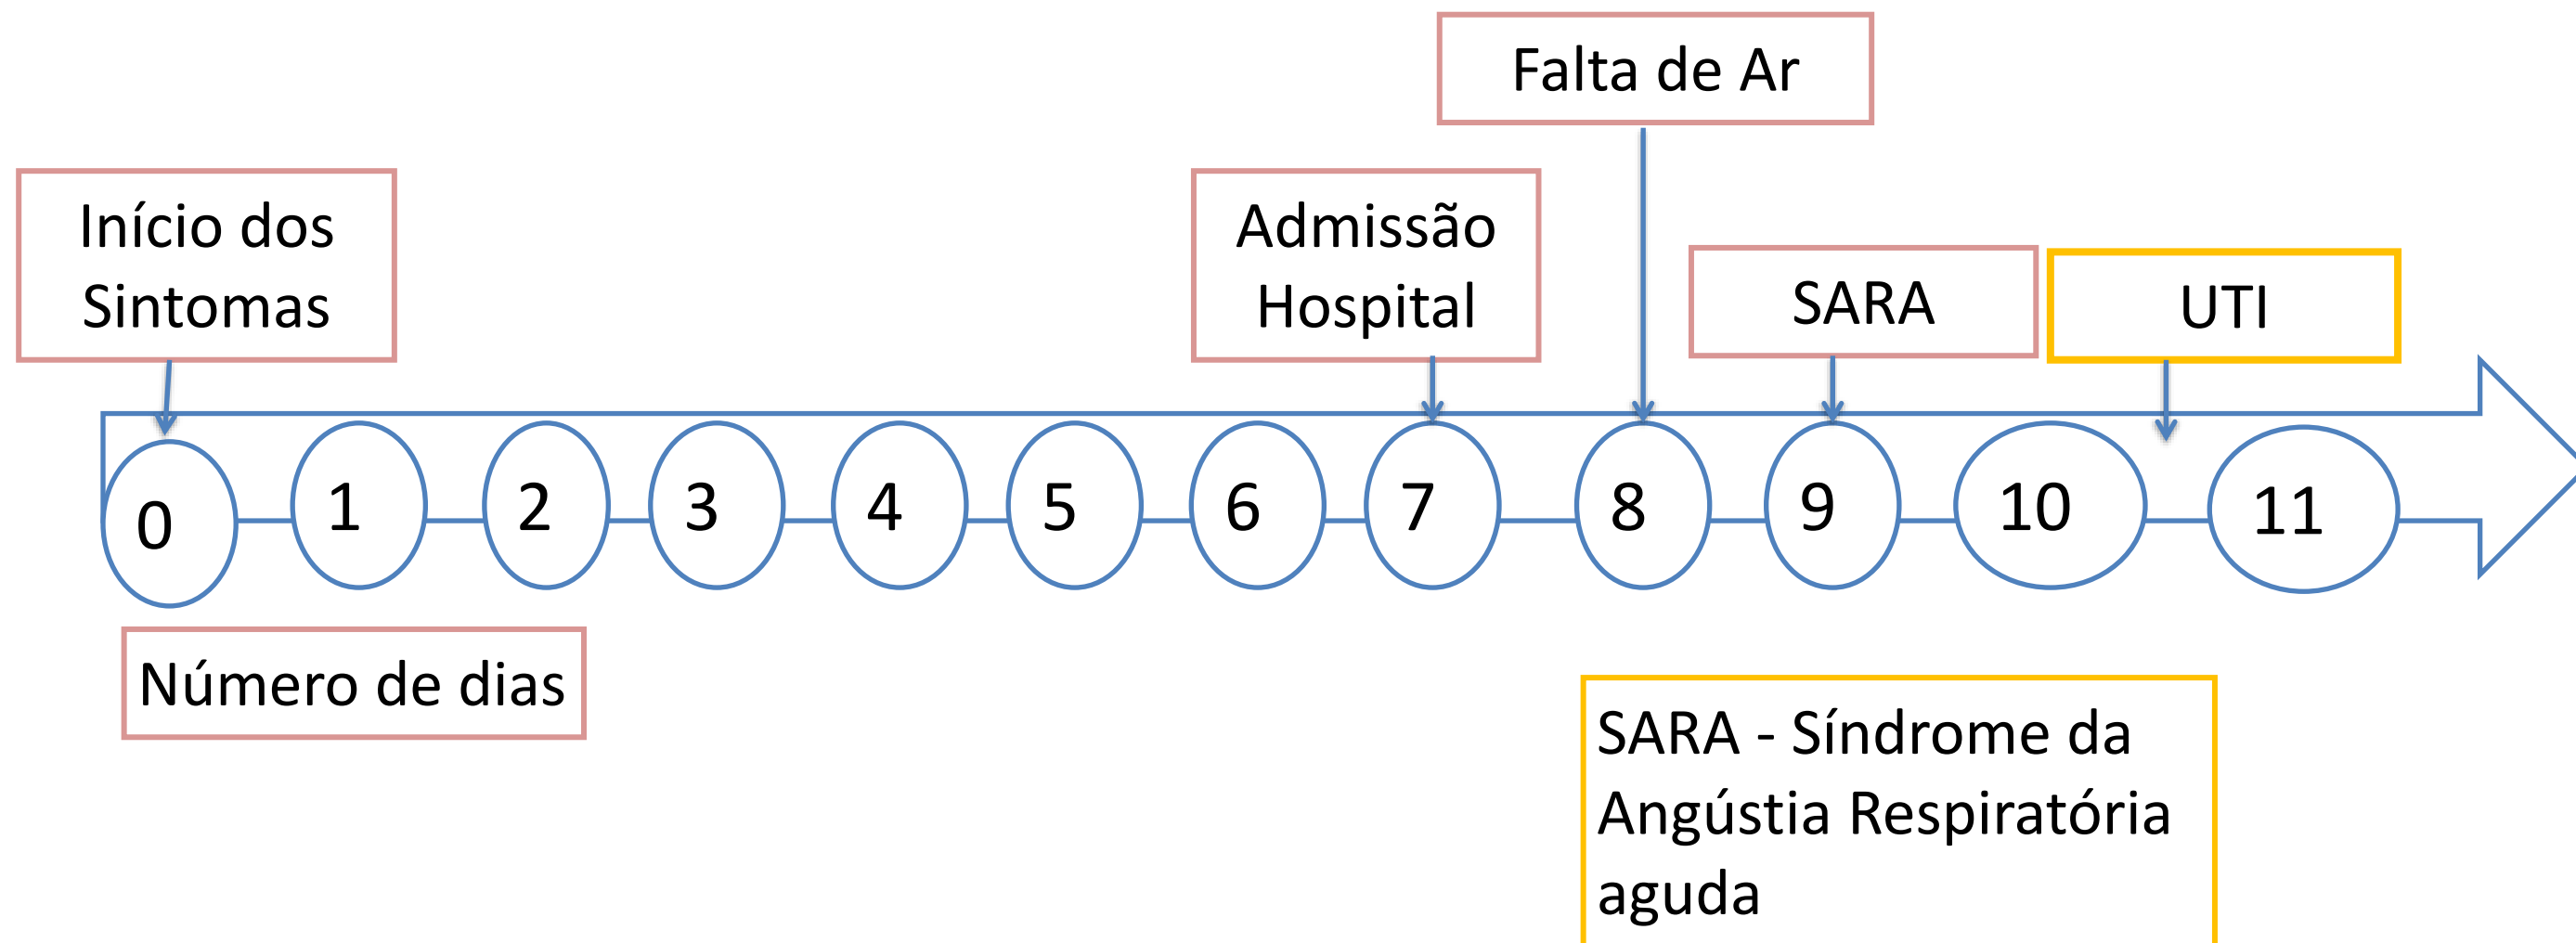 Falta de Ar
Início dos
Sintomas
Admissão
Hospital
SARA
UTI
0
1
2
3
4
5
6
7
8
9
10
11
Número de dias
SARA - Síndrome da
Angústia Respiratória
aguda